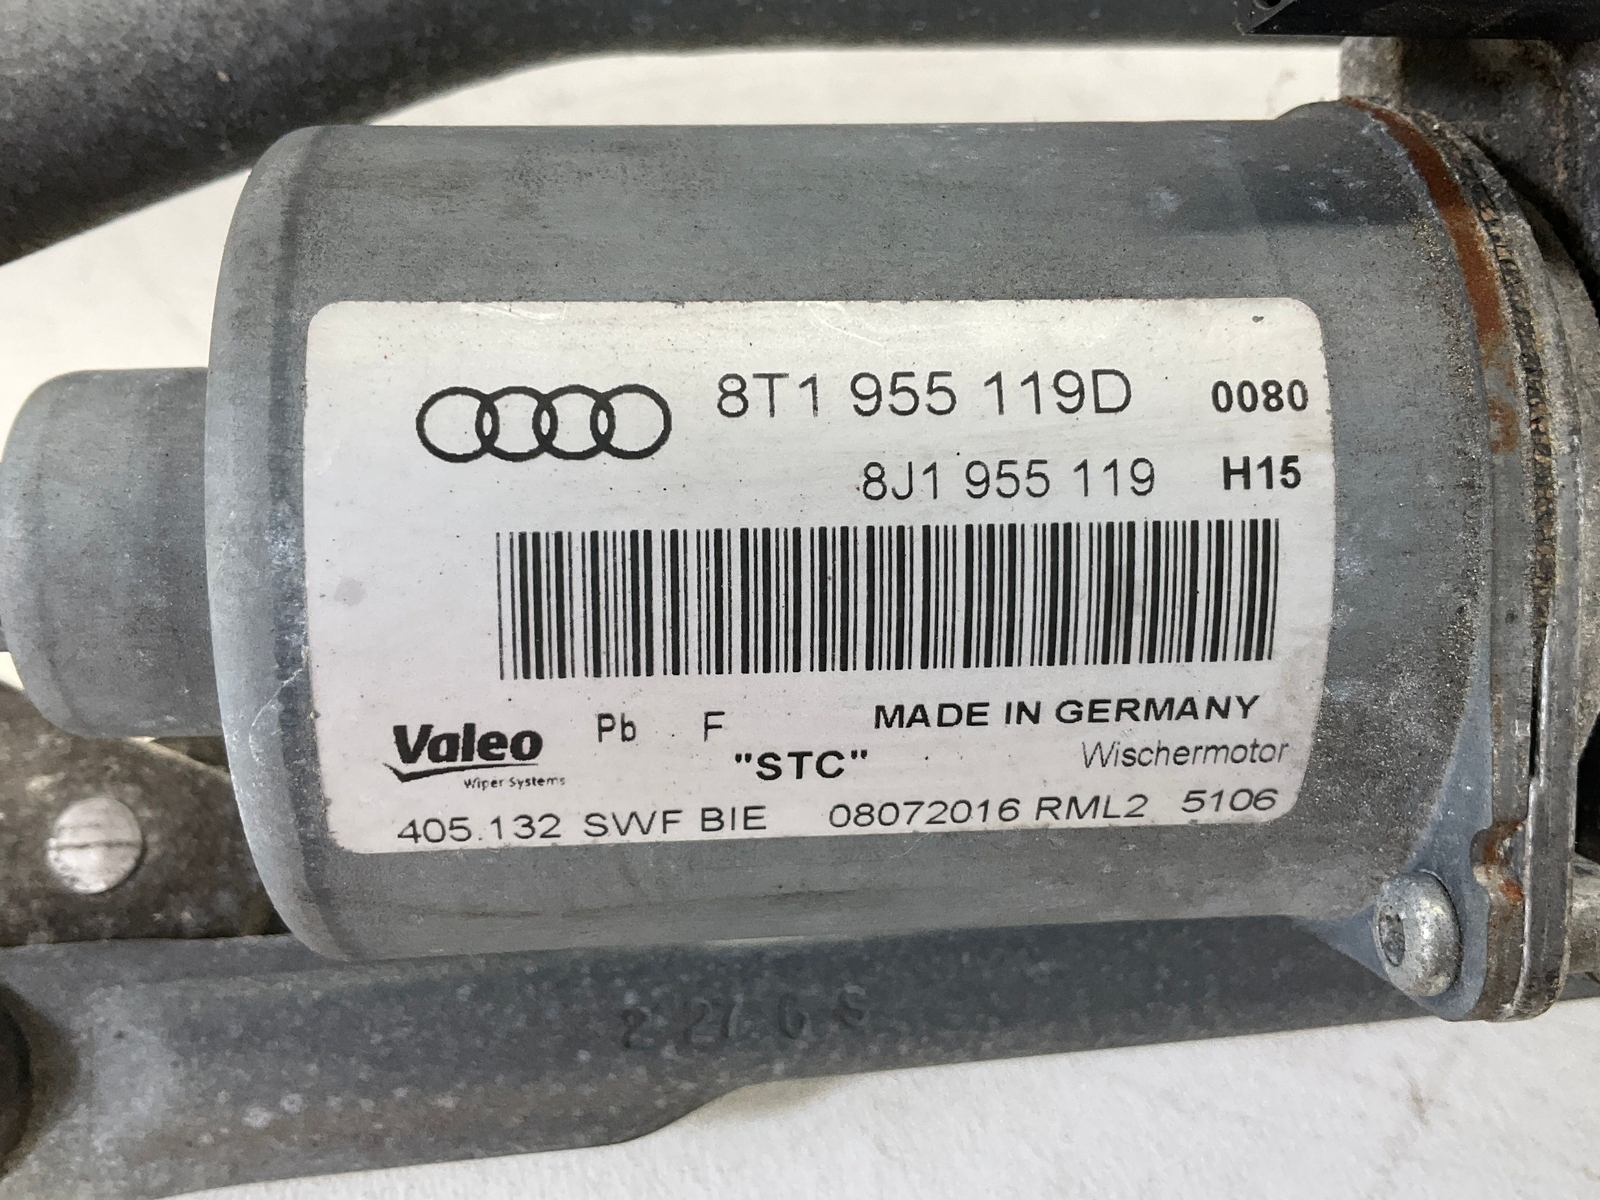 8T1 955 119D 0080
8J1 955 119 H15
Valeo Pb F MADE IN GERMANY
Wiper Systems "STC" Wischermotor
405.132 SWF BIE 08072016 RML2 5106